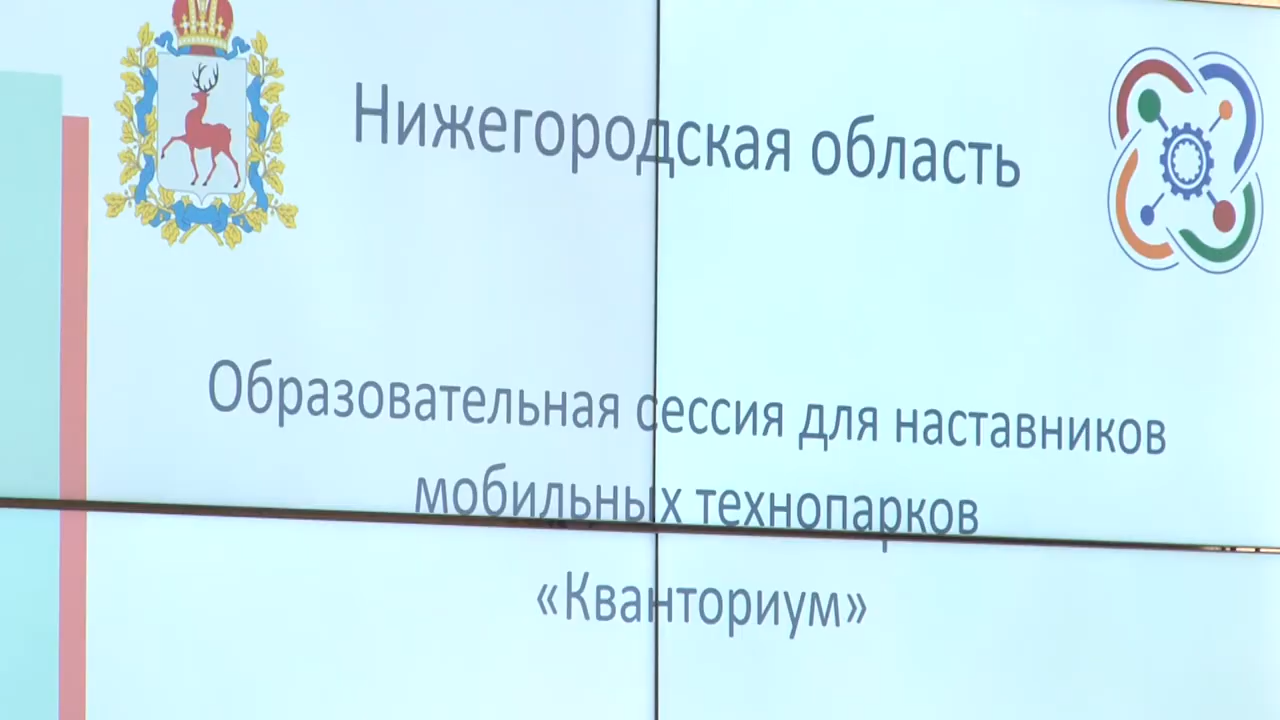 Нижегородская область
Образовательная сессия для наставников
мобильных технопарков
«Кванториум»